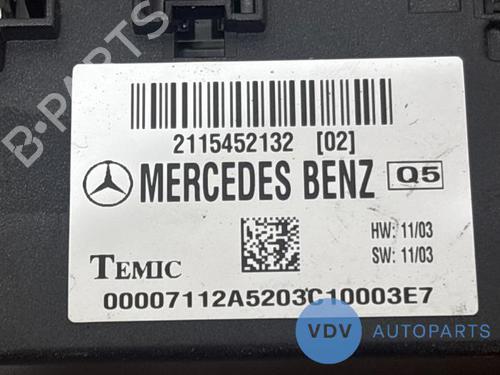 B-PARTS
2115452132 [02]
MERCEDES BENZ Q5
HW: 11/03
SW: 11/03
TEMIC
00007112A5203C10003E7
VDV AUTOPARTS